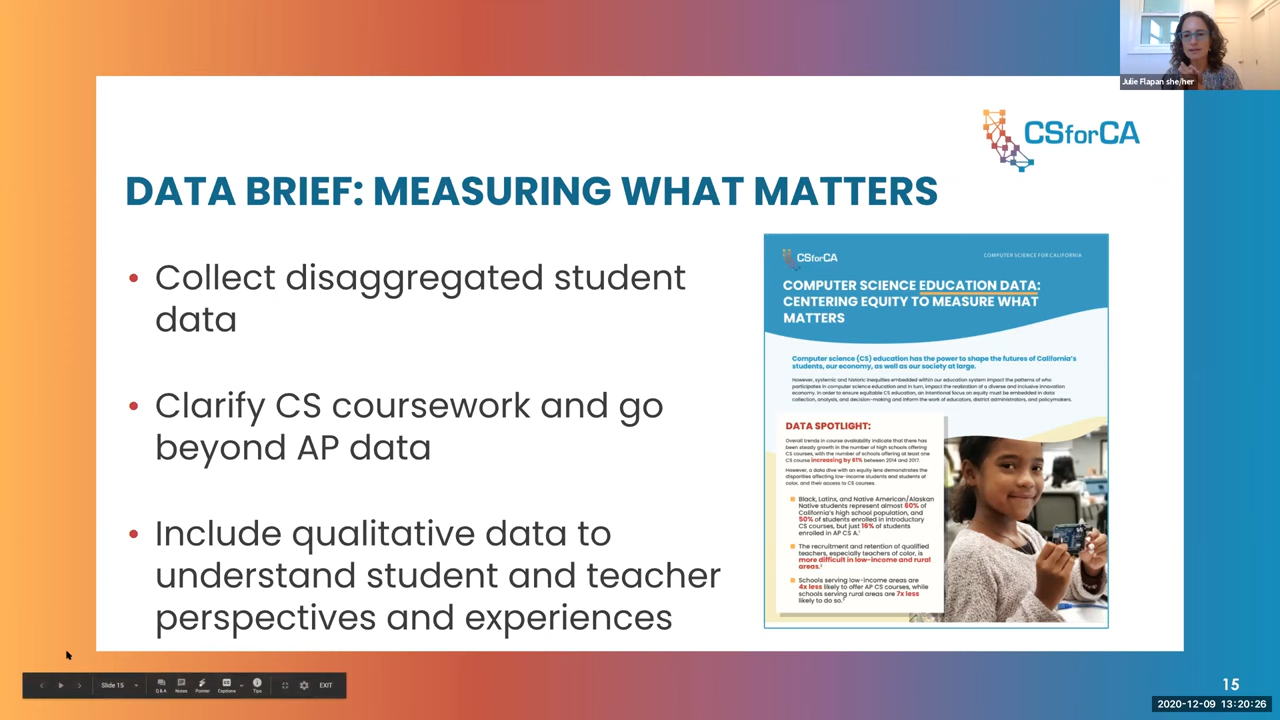 Julie Flapan she/her
CSforCA
DATA BRIEF: MEASURING WHAT MATTERS
• Collect disaggregated student
data
• Clarify CS coursework and go
beyond AP data
• Include qualitative data to
understand student and teacher
perspectives and experiences
CSforCA
COMPUTER SCIENCE FOR CALIFORNIA
COMPUTER SCIENCE EDUCATION DATA:
CENTERING EQUITY TO MEASURE WHAT
MATTERS
Computer science (CS) education has the power to shape the futures of California's
students, our economy, as well as our society at large.
However, systemic and historic inequities embedded within our education system impact the patterns of who
participates in computer science education and in turn, impact the realization of a diverse and inclusive innovation
economy. In order to ensure equitable CS education, an intentional focus on equity must be embedded in data
collection, analysis, and decision-making and inform the work of educators, district administrators, and policymakers.
DATA SPOTLIGHT:
Overall trends in course availability indicate that there has
been steady growth in the number of high schools offering
CS courses, with the number of schools offering at least one
CS course increasing by 61% between 2014 and 2017.
However, a data dive with an equity lens demonstrates the
disparities affecting low-income students and students of
color, and their access to CS courses.
Black, Latinx, and Native American/Alaskan
Native students represent almost 60% of
California's high school population, and
50% of students enrolled in introductory
CS courses, but just 16% of students
enrolled in AP CS A.¹
The recruitment and retention of qualified
teachers, especially teachers of color, is
more difficult in low-income and rural
areas.²
Schools serving low-income areas are
4x less likely to offer AP CS courses, while
schools serving rural areas are 7x less
likely to do so.³
Slide 15
Q&A
Notes
Pointer
Captions
Tips
EXIT
15
2020-12-09 13:20:26